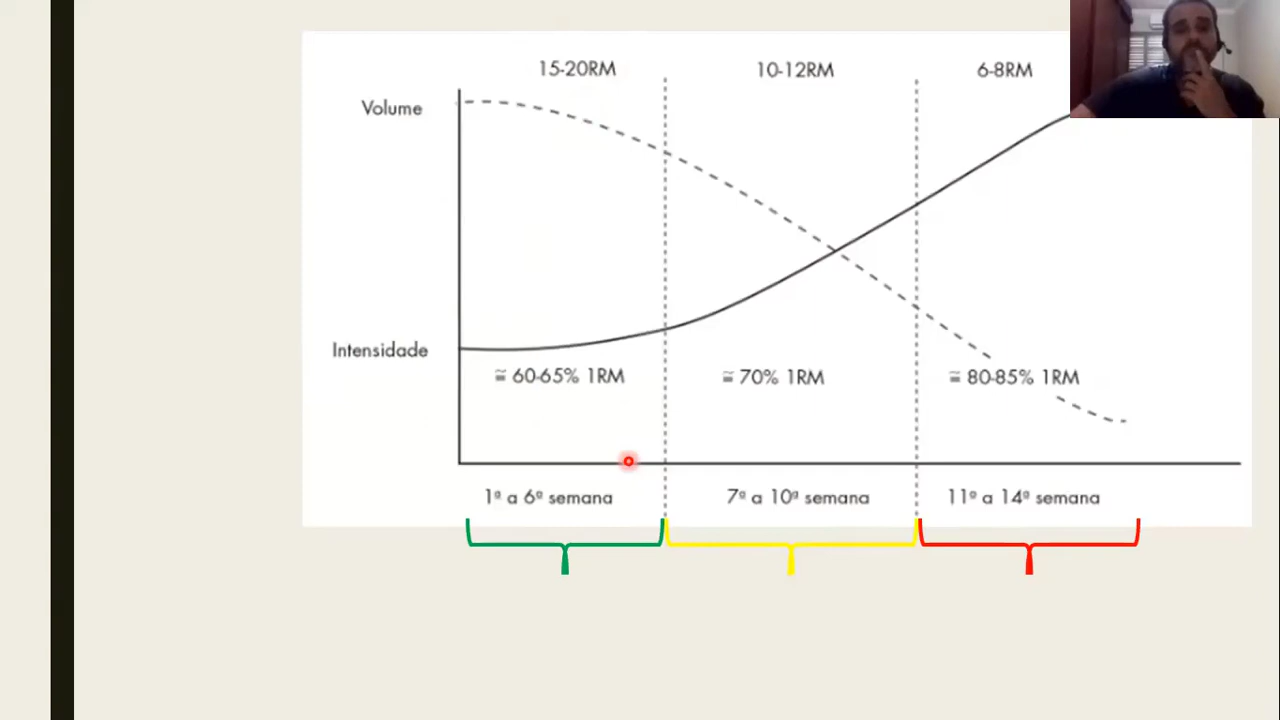 15-20RM
10-12RM
6-8RM
Volume
Intensidade
≅ 60-65% 1RM
≅ 70% 1RM
≅ 80-85% 1RM
1ª a 6ª semana
7ª a 10ª semana
11ª a 14ª semana